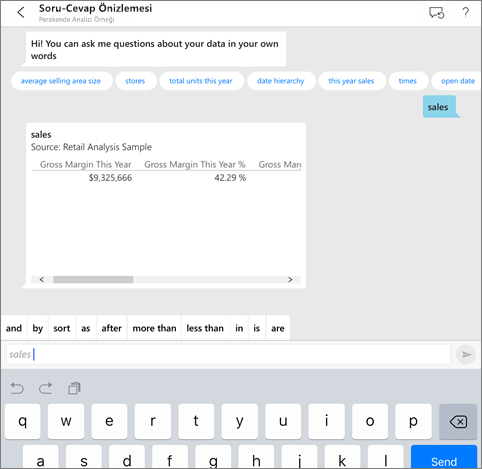 Soru-Cevap Önizlemesi
Perakende Analizi Örneği
?
Hi! You can ask me questions about your data in your own
words
average selling area size stores total units this year date hierarchy this year sales times open date
sales
sales
Source: Retail Analysis Sample
Gross Margin This Year Gross Margin This Year % Gross Marg
$9,325,666 42.29 %
and by sort as after more than less than in is are
sales
q w e r t y u i o p
a s d f g h j k l Send